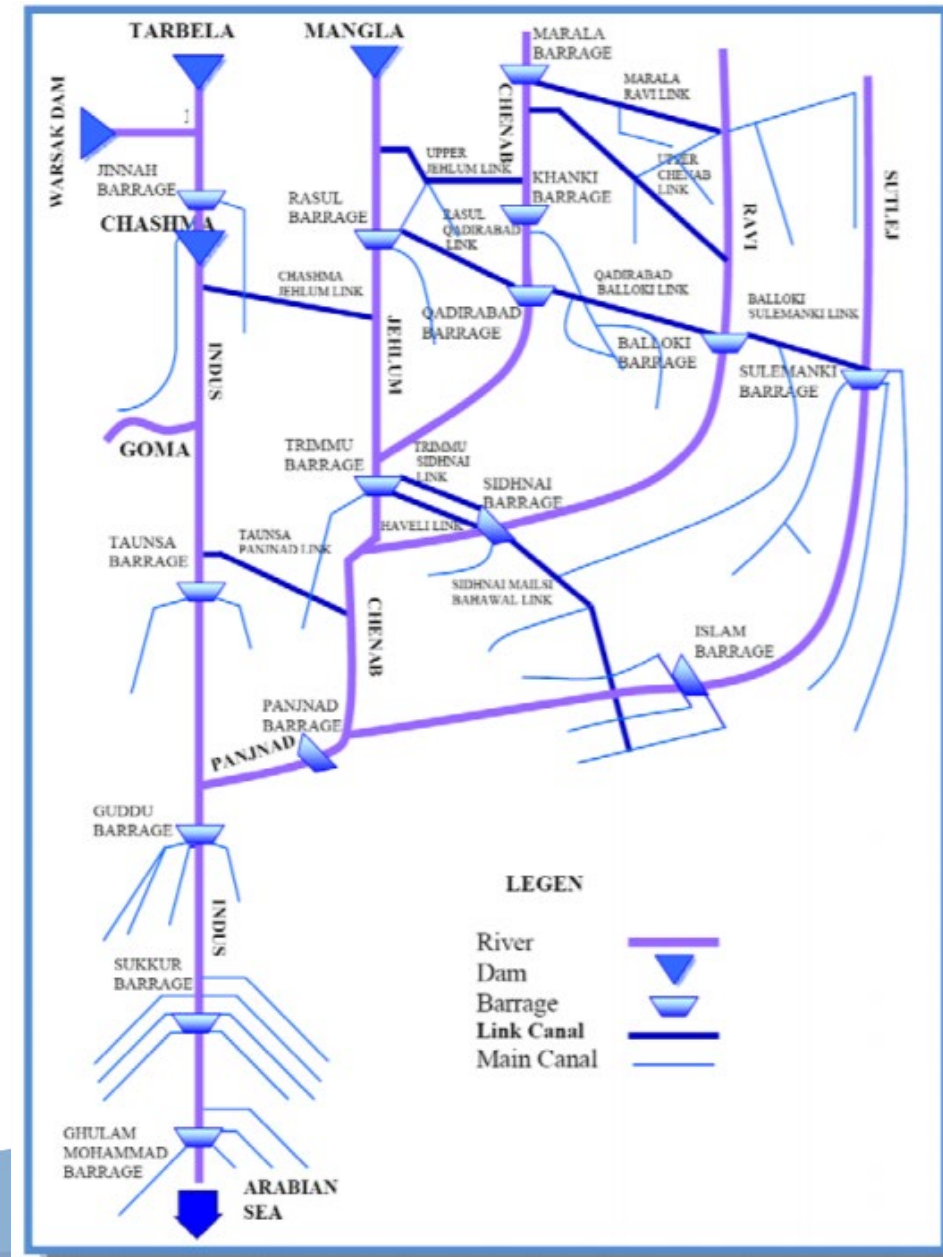 TARBELA
MANGLA
MARALA
BARRAGE
MARALA
RAVI LINK
WARSAK DAM
CHENAB
JINNAH
BARRAGE
UPPER
JEHLUM LINK
UPPER
CHENAB
LINK
KHANKI
BARRAGE
SUTLEJ
RASUL
BARRAGE
RASUL
QADIRABAD
LINK
RAVI
CHASHMA
CHASHMA
JEHLUM LINK
QADIRABAD
BALLOKI LINK
BALLOKI
SULEMANKI LINK
QADIRABAD
BARRAGE
JEHLUM
INDUS
BALLOKI
BARRAGE
SULEMANKI
BARRAGE
GOMA
TRIMMU
BARRAGE
TRIMMU
SIDHNAI
LINK
SIDHNAI
BARRAGE
HAVELI LINK
TAUNSA
BARRAGE
TAUNSA
PANJNAD LINK
SIDHNAI MAILSI
BAHAWAL LINK
CHENAB
ISLAM
BARRAGE
PANJNAD
BARRAGE
PANJNAD
GUDDU
BARRAGE
INDUS
LEGEN
River
Dam
Barrage
Link Canal
Main Canal
SUKKUR
BARRAGE
GHULAM
MOHAMMAD
BARRAGE
ARABIAN
SEA